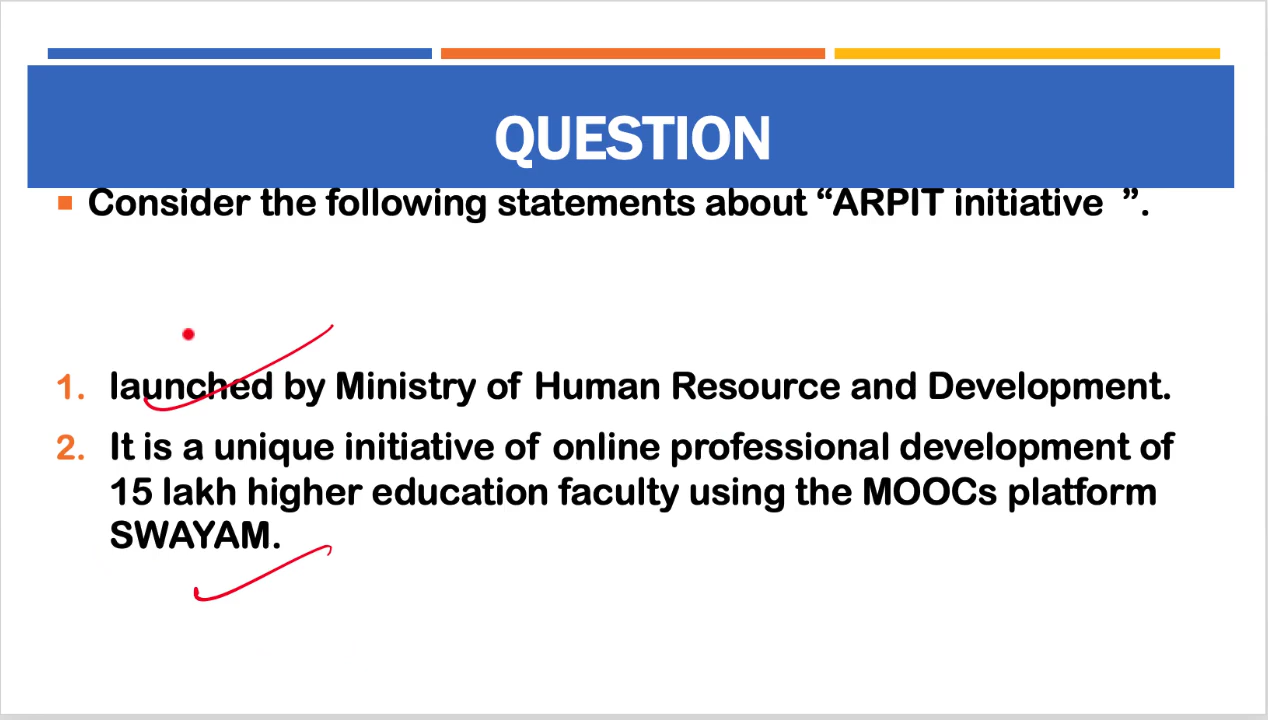 QUESTION
Consider the following statements about “ARPIT initiative ”.
1. launched by Ministry of Human Resource and Development.
2. It is a unique initiative of online professional development of
15 lakh higher education faculty using the MOOCs platform
SWAYAM.